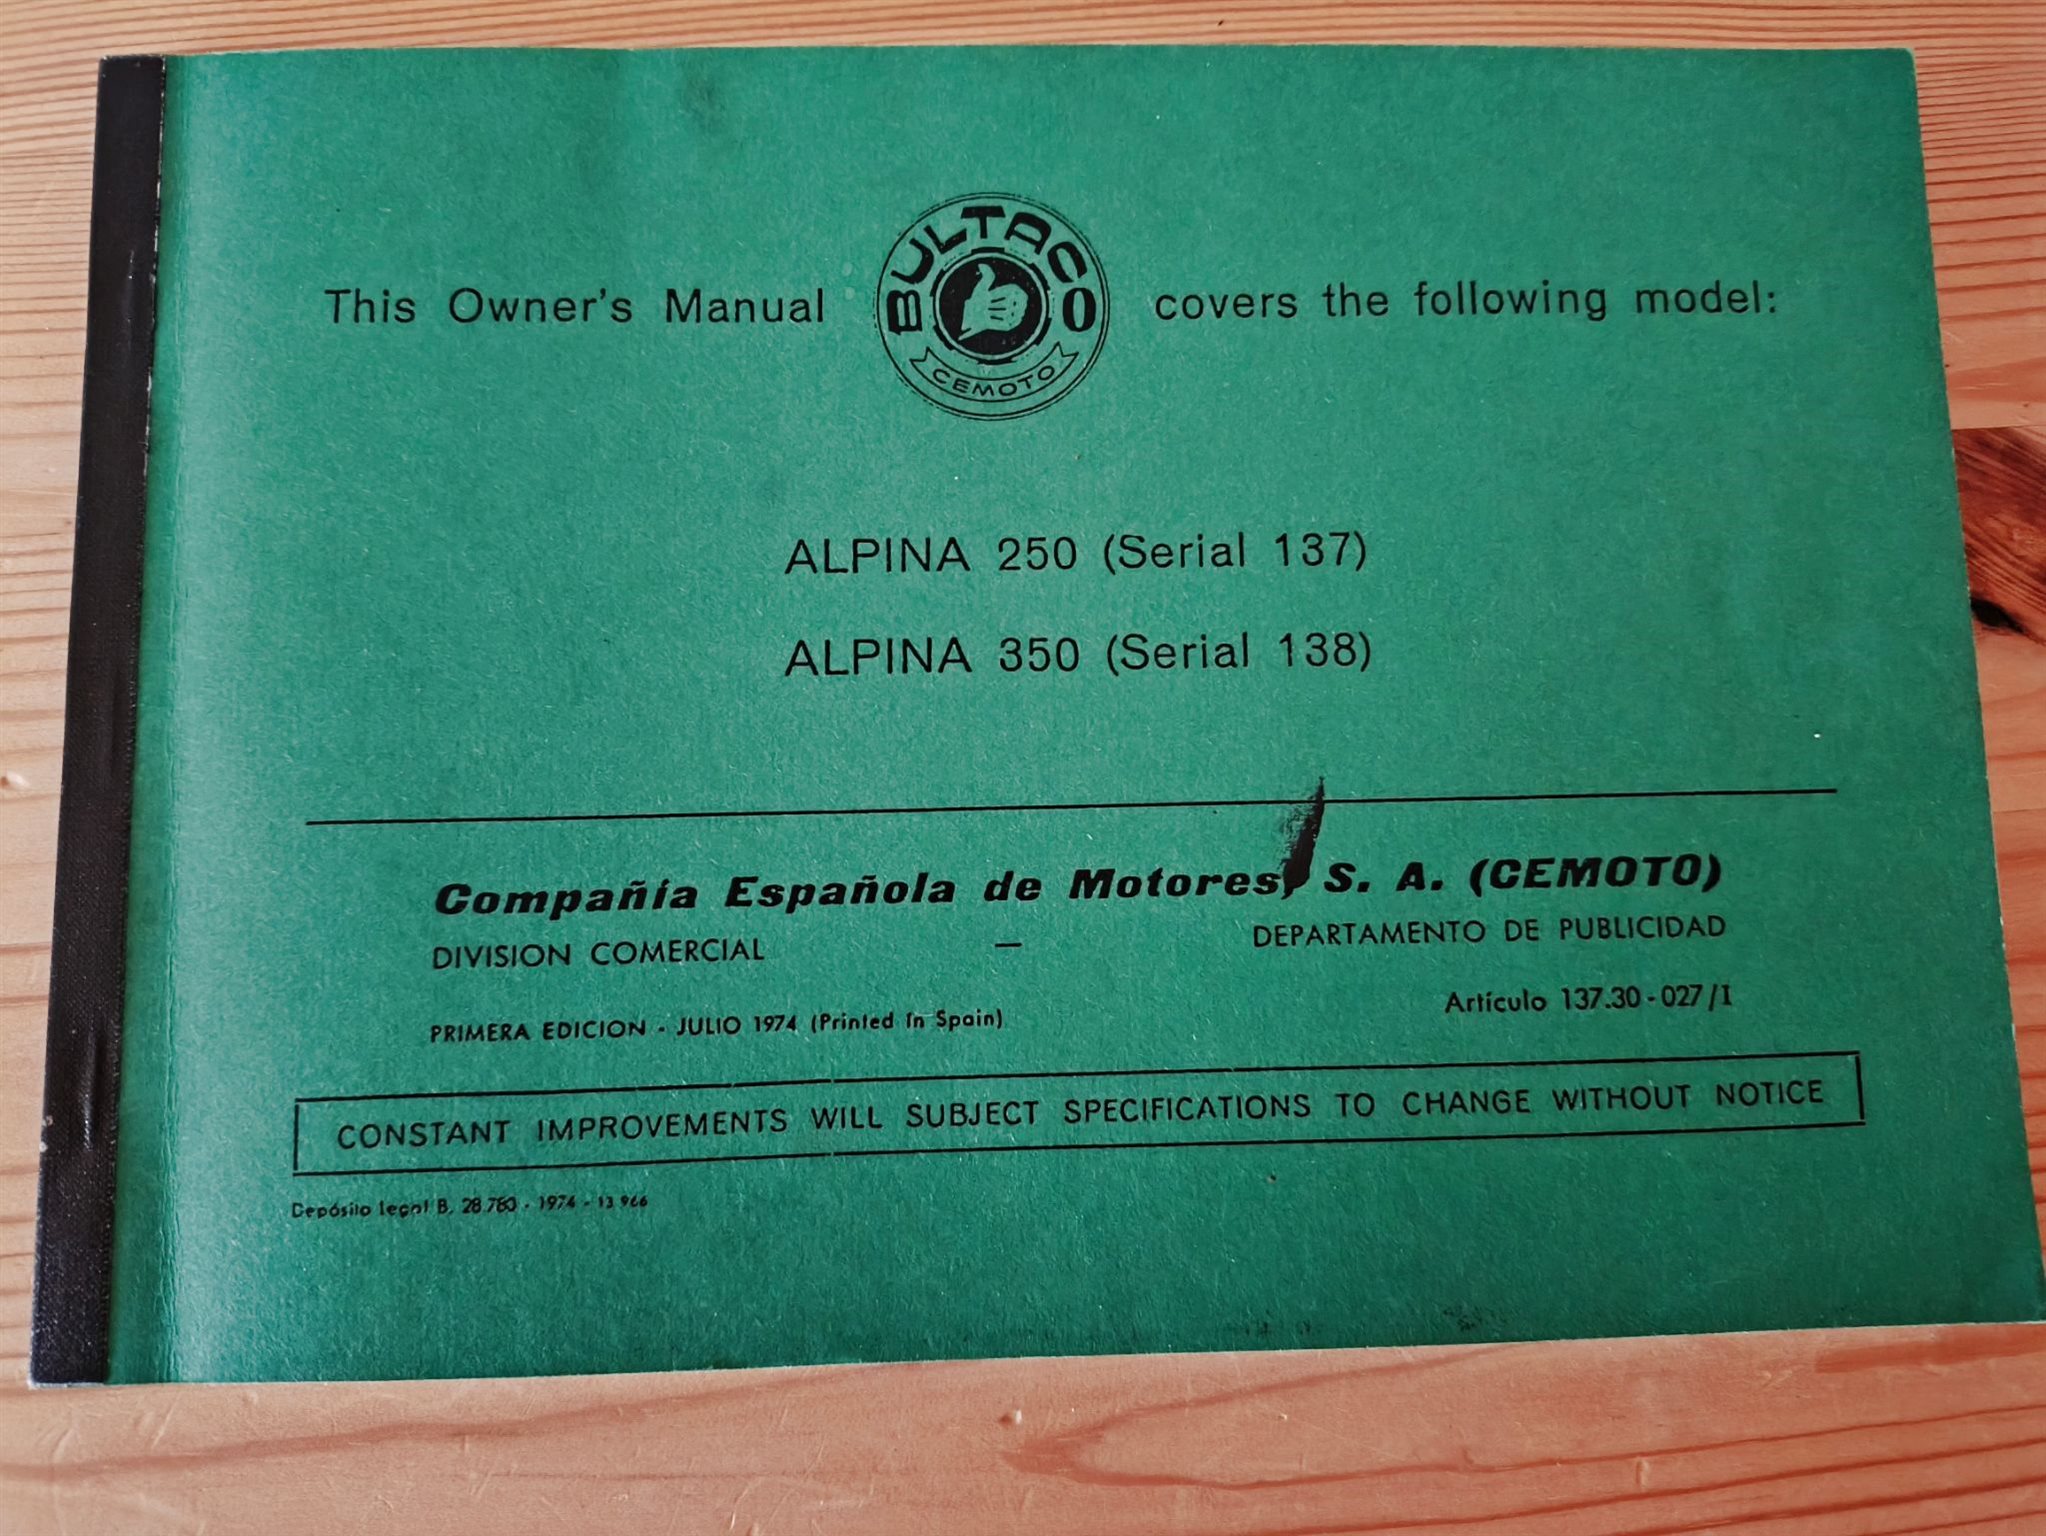 This Owner's Manual BULTACO CEMOTO covers the following model:
ALPINA 250 (Serial 137)
ALPINA 350 (Serial 138)
Compañía Española de Motores, S. A. (CEMOTO)
DIVISION COMERCIAL — DEPARTAMENTO DE PUBLICIDAD
Artículo 137.30-027/I
PRIMERA EDICION - JULIO 1974 (Printed in Spain)
CONSTANT IMPROVEMENTS WILL SUBJECT SPECIFICATIONS TO CHANGE WITHOUT NOTICE
Depósito legal B. 28.780 - 1974 - 13 966